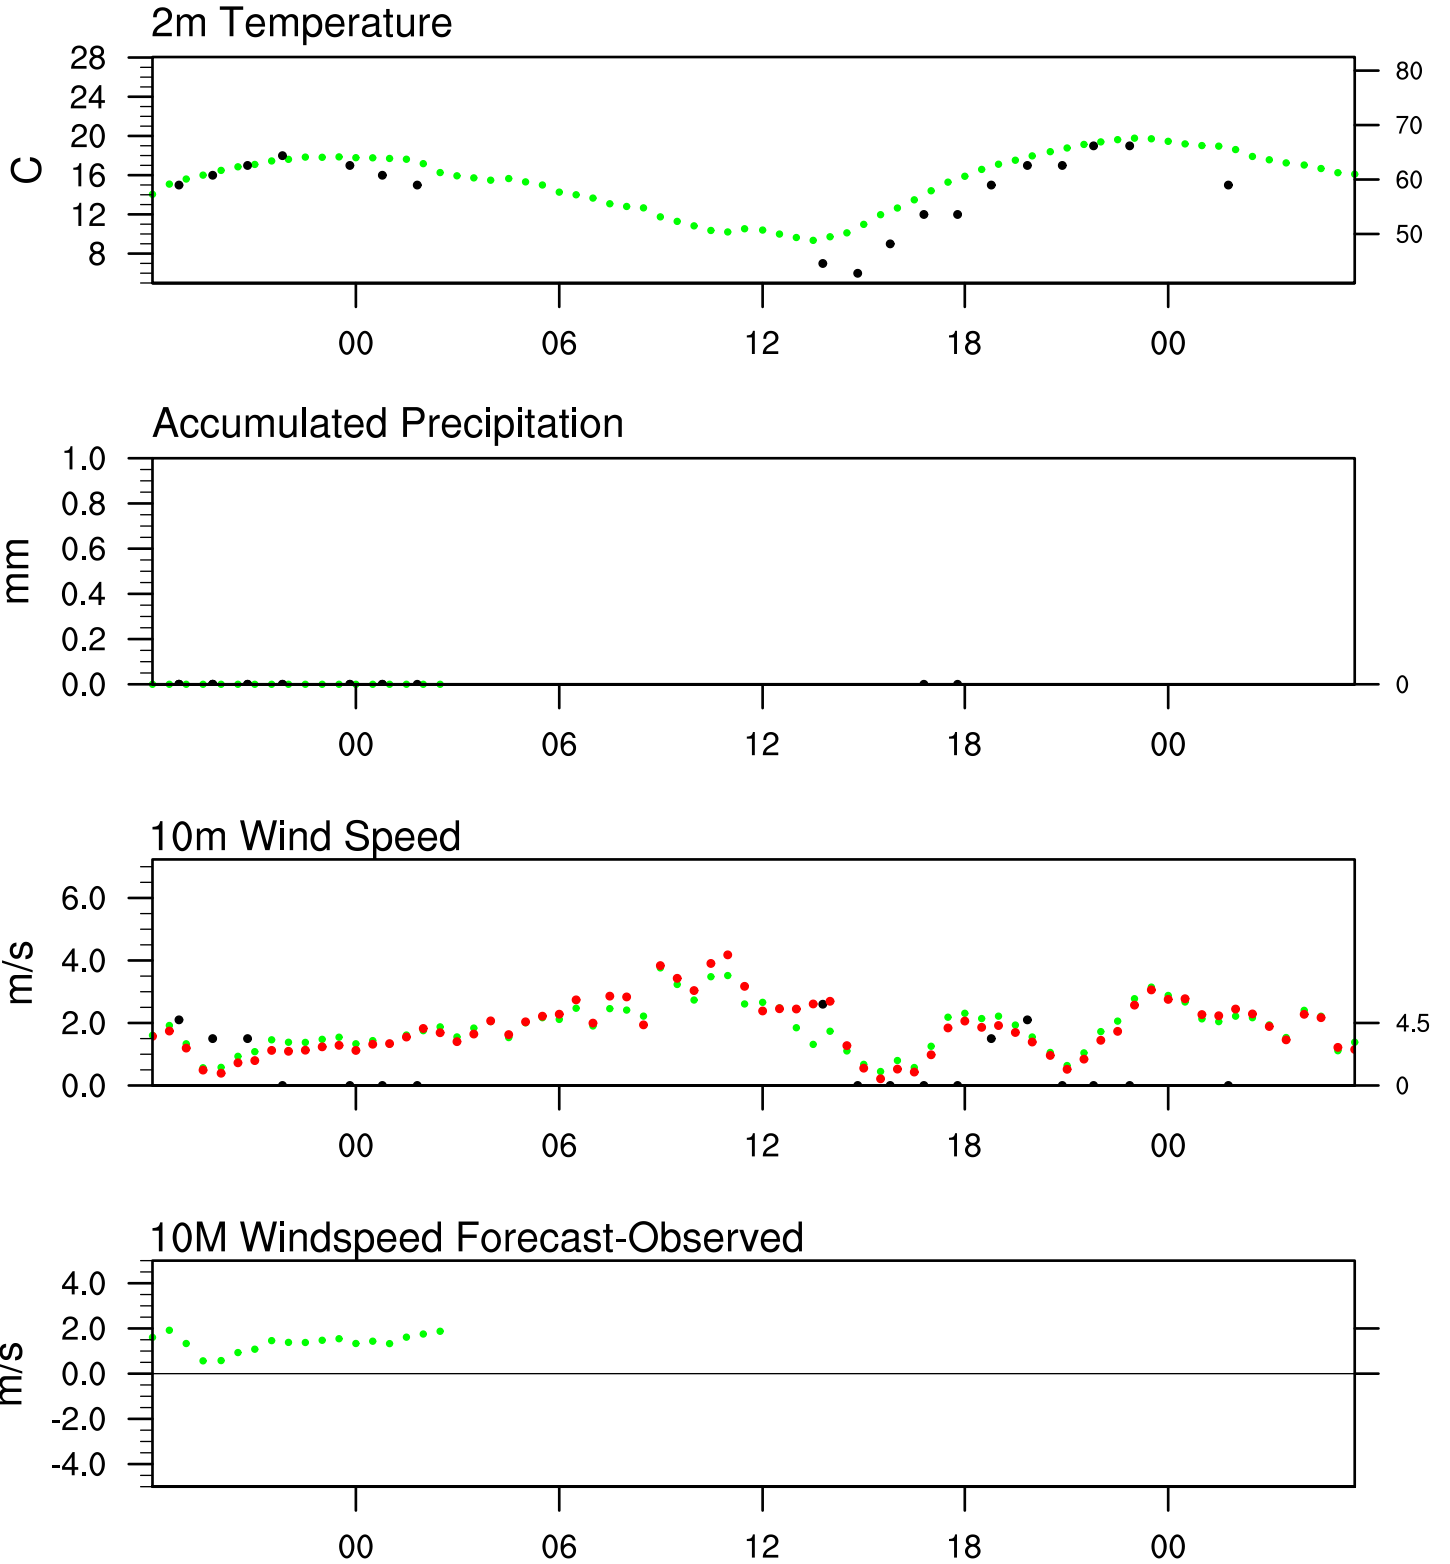 2m Temperature
28
24
20
16
12
8
C
80
70
60
50
00 06 12 18 00
Accumulated Precipitation
1.0
0.8
0.6
0.4
0.2
0.0
mm
0
00 06 12 18 00
10m Wind Speed
6.0
4.0
2.0
0.0
m/s
4.5
0
00 06 12 18 00
10M Windspeed Forecast-Observed
4.0
2.0
0.0
-2.0
-4.0
m/s
00 06 12 18 00